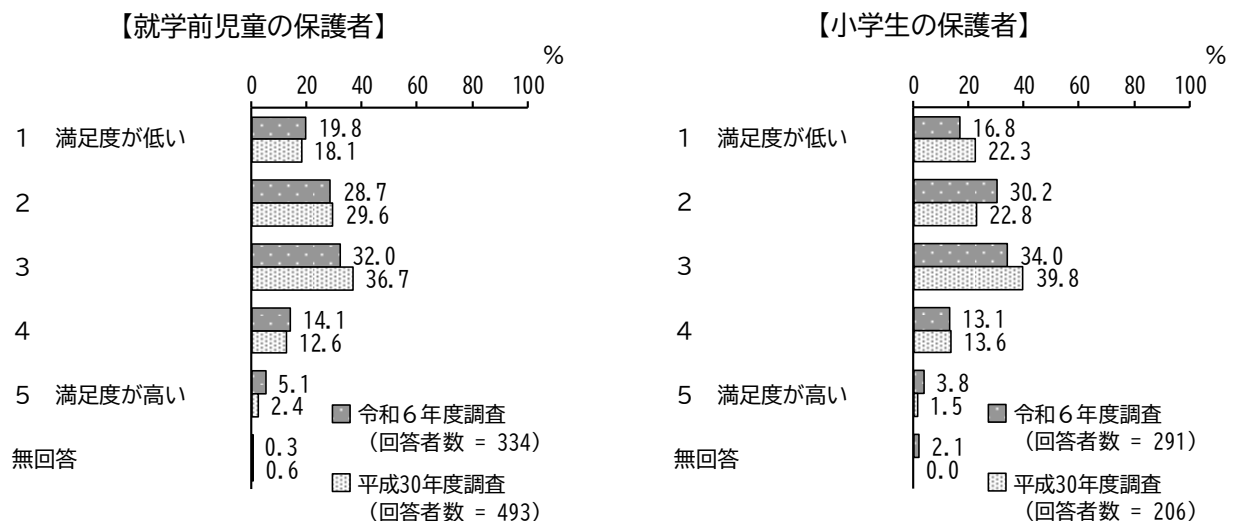 【就学前児童の保護者】
%
0 20 40 60 80 100
1 満足度が低い
19.8
18.1
2
28.7
29.6
3
32.0
36.7
4
14.1
12.6
5 満足度が高い
5.1
2.4
無回答
0.3
0.6
令和6年度調査
(回答者数 = 334)
平成30年度調査
(回答者数 = 493)
【小学生の保護者】
%
0 20 40 60 80 100
1 満足度が低い
16.8
22.3
2
30.2
22.8
3
34.0
39.8
4
13.1
13.6
5 満足度が高い
3.8
1.5
無回答
2.1
0.0
令和6年度調査
(回答者数 = 291)
平成30年度調査
(回答者数 = 206)